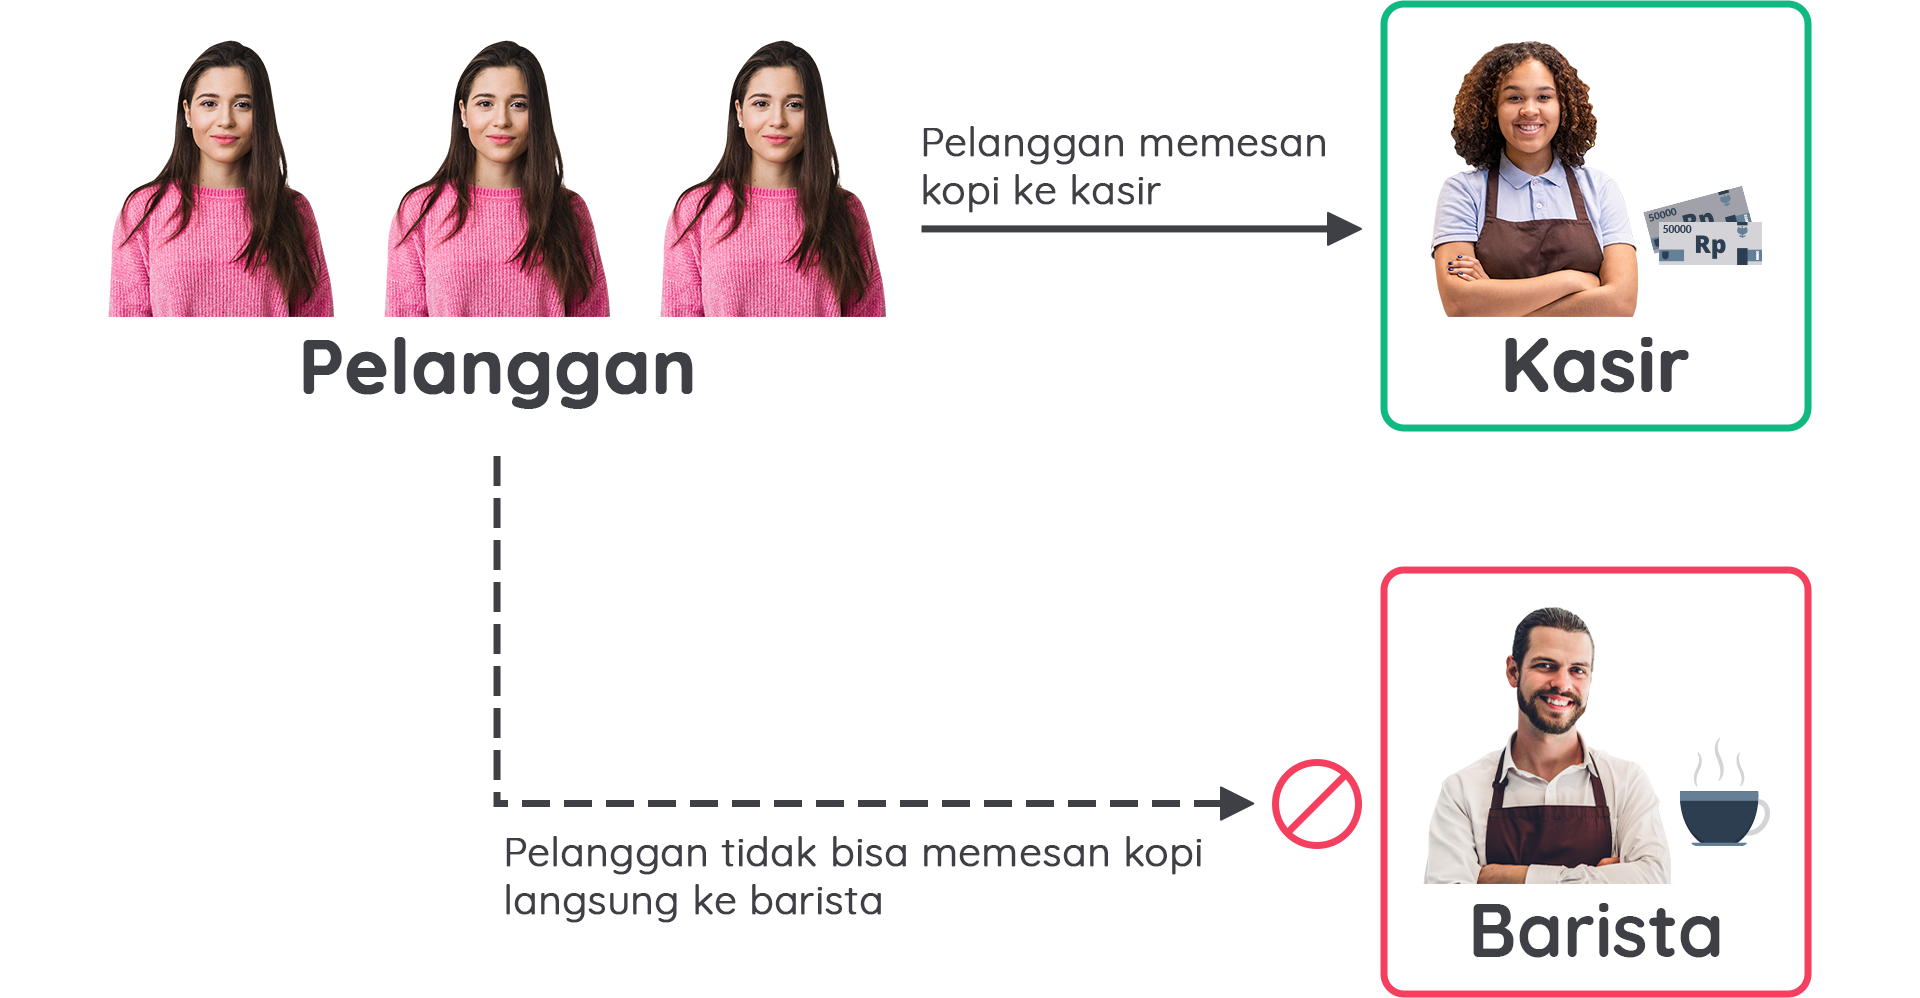 Pelanggan memesan
kopi ke kasir
50000
Rp
50000
Rp
Pelanggan
Kasir
Pelanggan tidak bisa memesan kopi
langsung ke barista
Barista